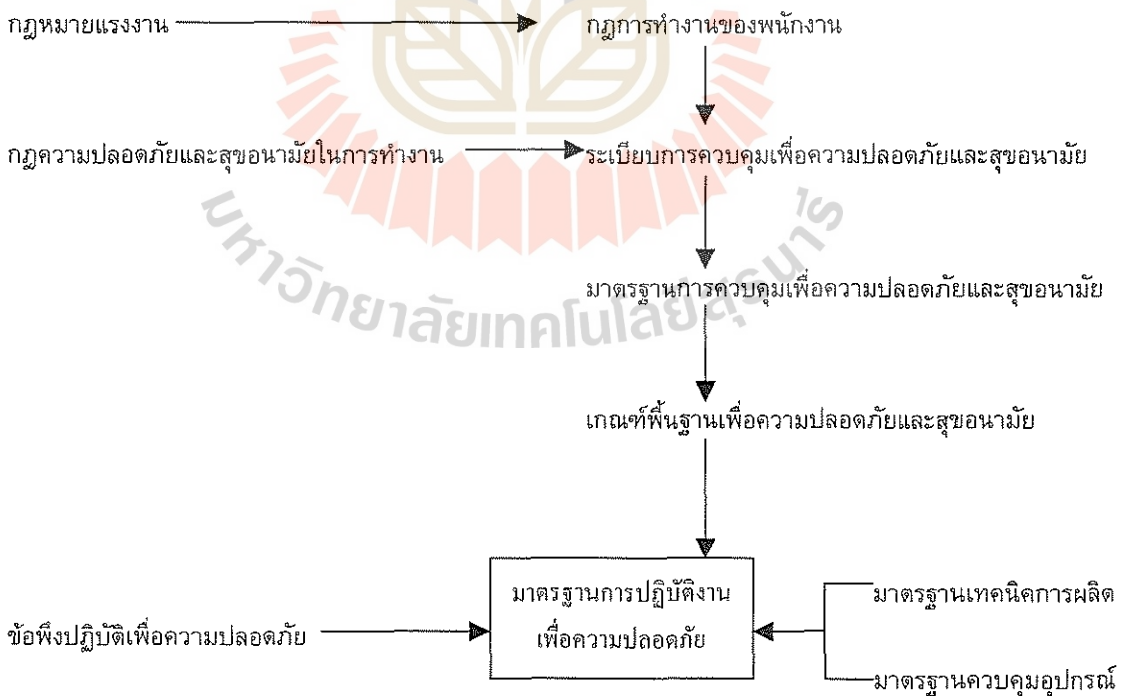 กฎหมายแรงงาน
กฎการทำงานของพนักงาน
กฎความปลอดภัยและสุขอนามัยในการทำงาน
ระเบียบการควบคุมเพื่อความปลอดภัยและสุขอนามัย
มาตรฐานการควบคุมเพื่อความปลอดภัยและสุขอนามัย
เกณฑ์พื้นฐานเพื่อความปลอดภัยและสุขอนามัย
มาตรฐานการปฏิบัติงาน
เพื่อความปลอดภัย
มาตรฐานเทคนิคการผลิต
ข้อพึงปฏิบัติเพื่อความปลอดภัย
มาตรฐานควบคุมอุปกรณ์
มหาวิทยาลัยเทคโนโลยีสุรนารี